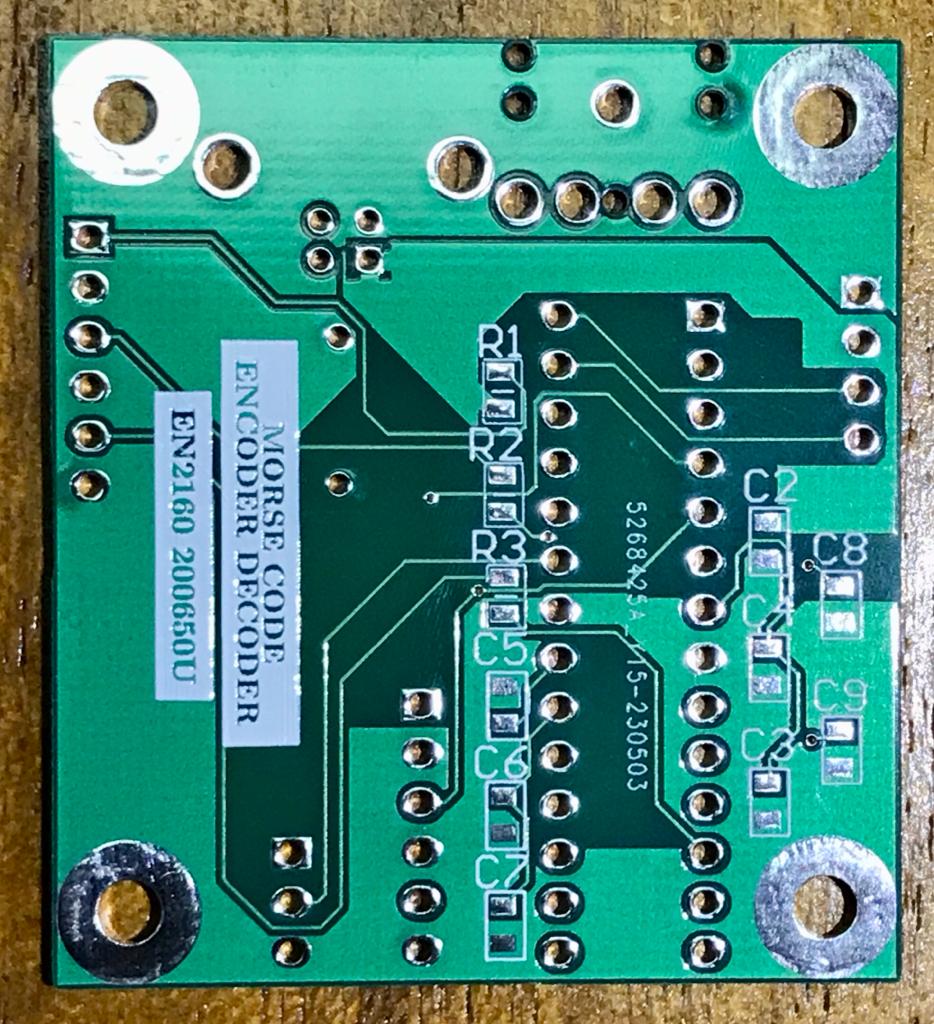 R1
R2
R3
C5
C6
C7
C2
C8
C4
C9
C3
MORSE CODE
ENCODER DECODER
EN2160 200650U
5268425A
Y15-230503